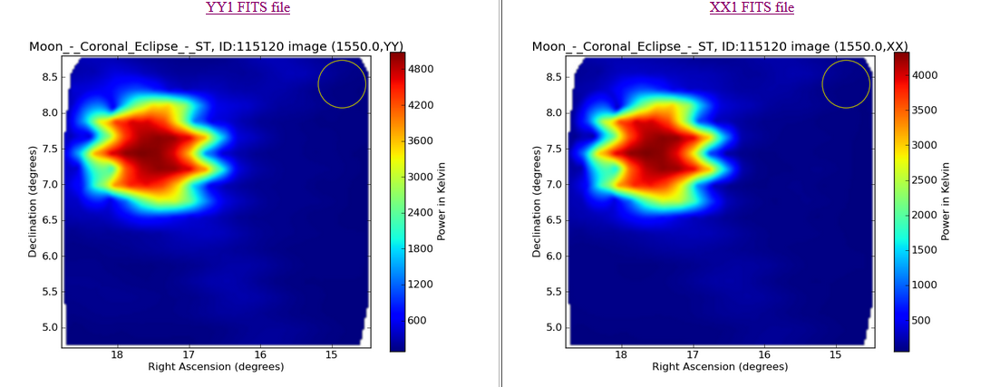 YY1 FITS file
Moon_-_Coronal_Eclipse_-_ST, ID:115120 image (1550.0,YY)
8.5
8.0
7.5
7.0
6.5
6.0
5.5
5.0
Declination (degrees)
18 17 16 15
Right Ascension (degrees)
4800
4200
3600
3000
2400
1800
1200
600
Power in Kelvin
XX1 FITS file
Moon_-_Coronal_Eclipse_-_ST, ID:115120 image (1550.0,XX)
8.5
8.0
7.5
7.0
6.5
6.0
5.5
5.0
Declination (degrees)
18 17 16 15
Right Ascension (degrees)
4000
3500
3000
2500
2000
1500
1000
500
Power in Kelvin